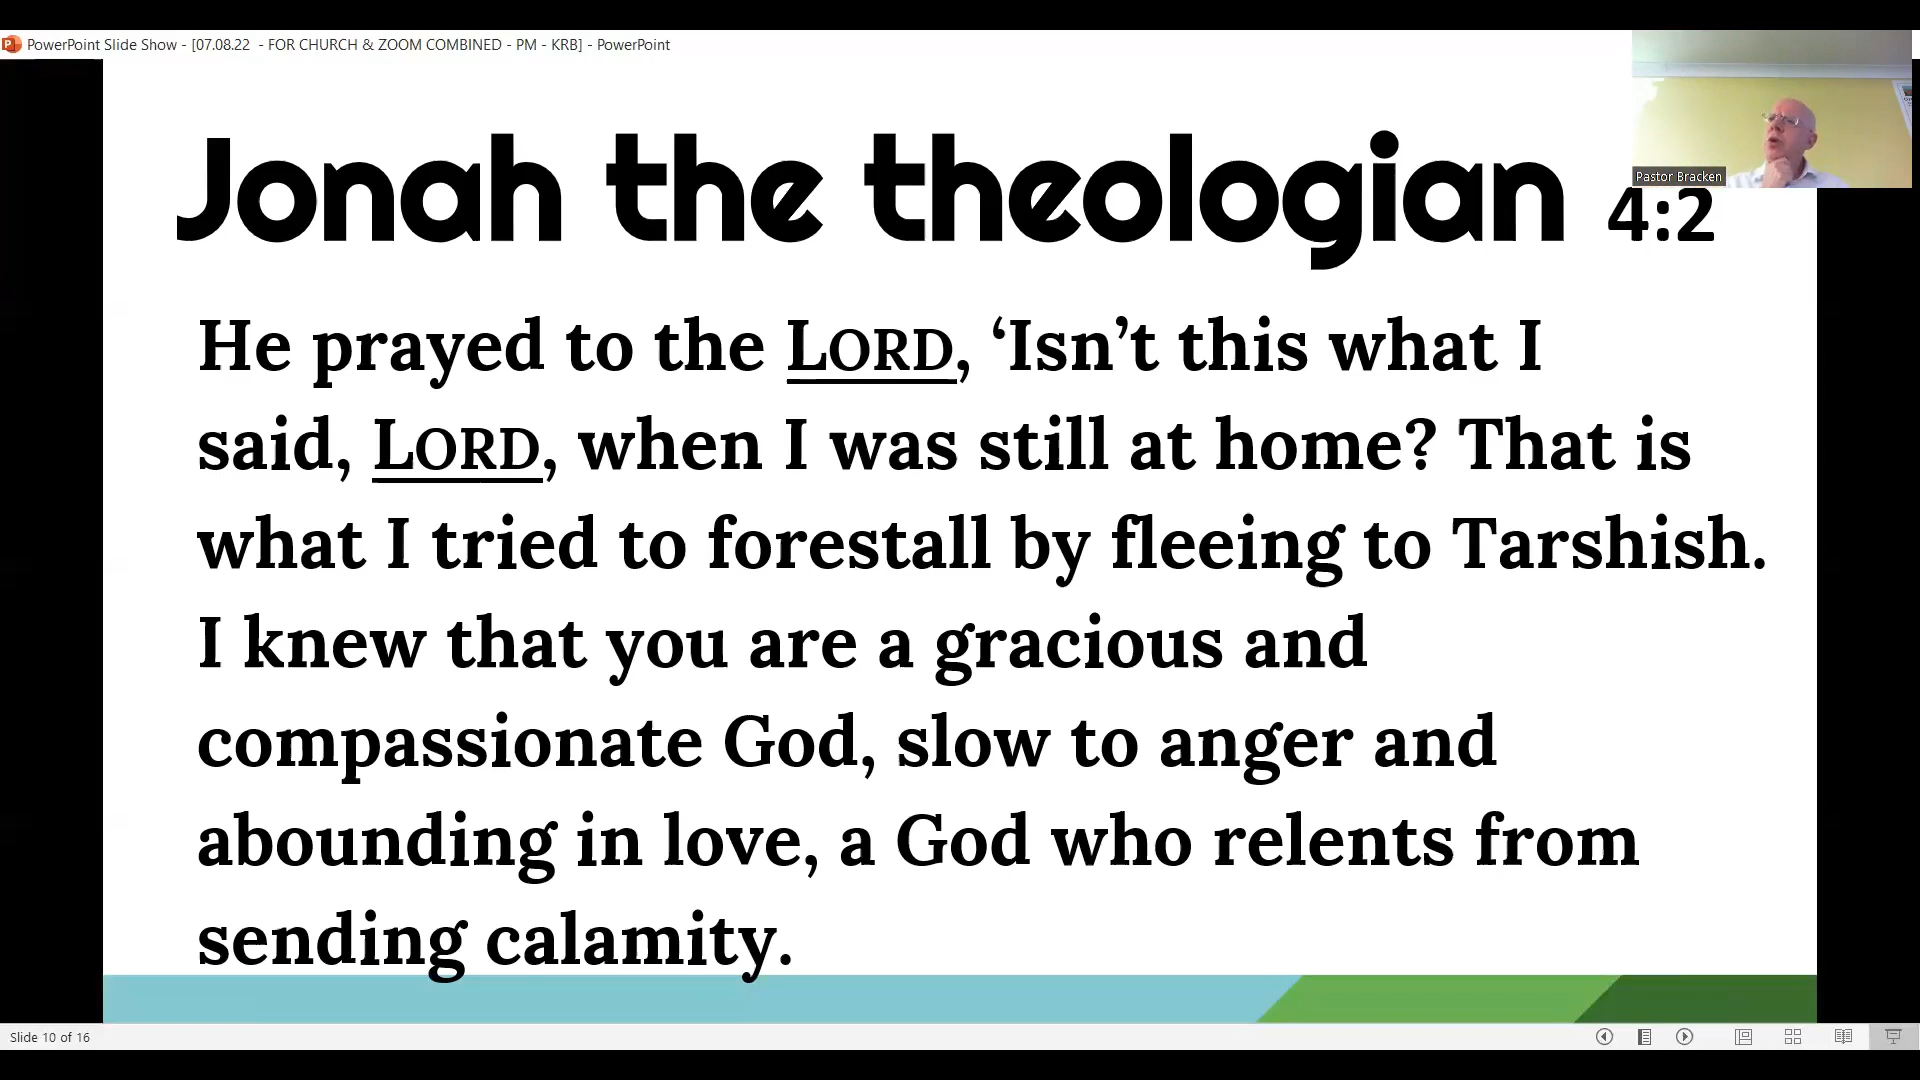 PowerPoint Slide Show - [07.08.22 - FOR CHURCH & ZOOM COMBINED - PM - KRB] - PowerPoint
Pastor Bracken
Jonah the theologian 4:2
He prayed to the LORD, ‘Isn’t this what I
said, LORD, when I was still at home? That is
what I tried to forestall by fleeing to Tarshish.
I knew that you are a gracious and
compassionate God, slow to anger and
abounding in love, a God who relents from
sending calamity.
Slide 10 of 16